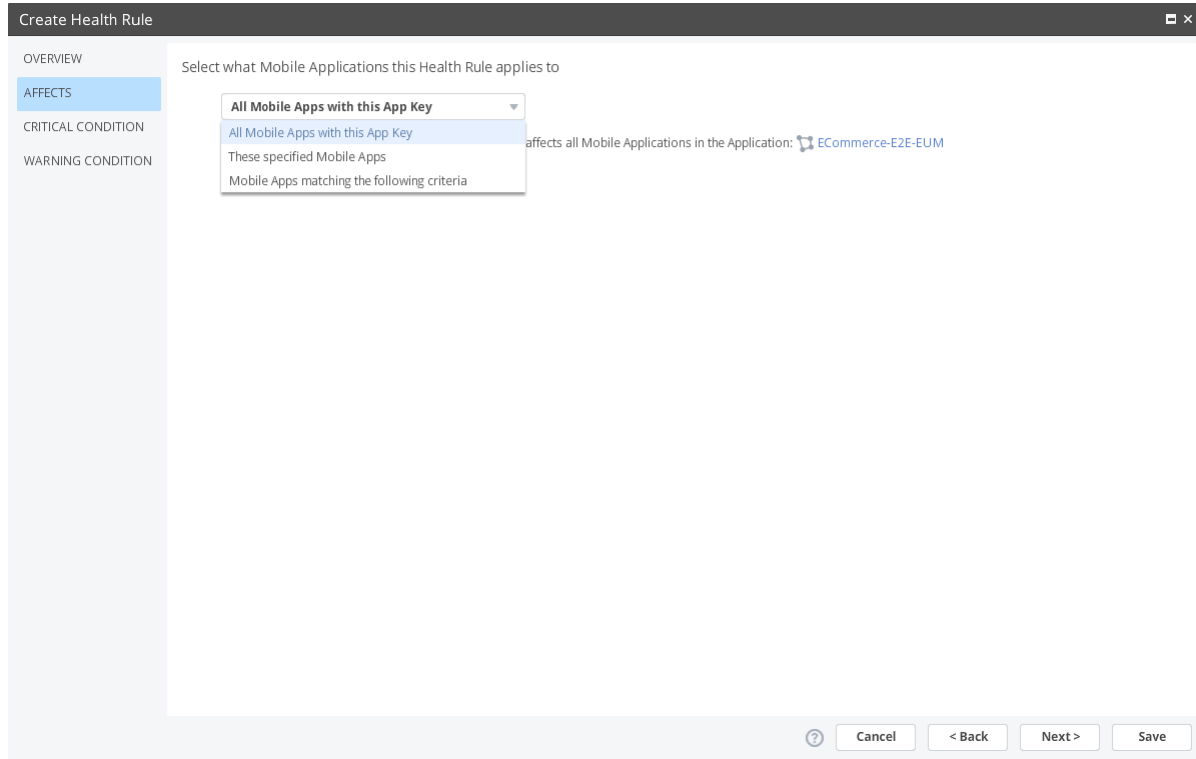 Create Health Rule
OVERVIEW
AFFECTS
CRITICAL CONDITION
WARNING CONDITION
Select what Mobile Applications this Health Rule applies to
All Mobile Apps with this App Key
All Mobile Apps with this App Key
These specified Mobile Apps
Mobile Apps matching the following criteria
affects all Mobile Applications in the Application: ECommerce-E2E-EUM
? Cancel < Back Next > Save